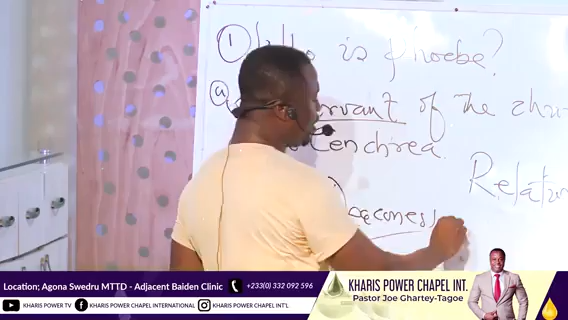 ① Who is Phoebe?
ⓐ servant of the chur
Cenchrea.
Relation
Deaconess
Location; Agona Swedru MTTD - Adjacent Baiden Clinic +233(0) 332 092 596
KHARIS POWER TV KHARIS POWER CHAPEL INTERNATIONAL KHARIS POWER CHAPEL INT'L
KHARIS POWER CHAPEL INT.
Pastor Joe Ghartey-Tagoe